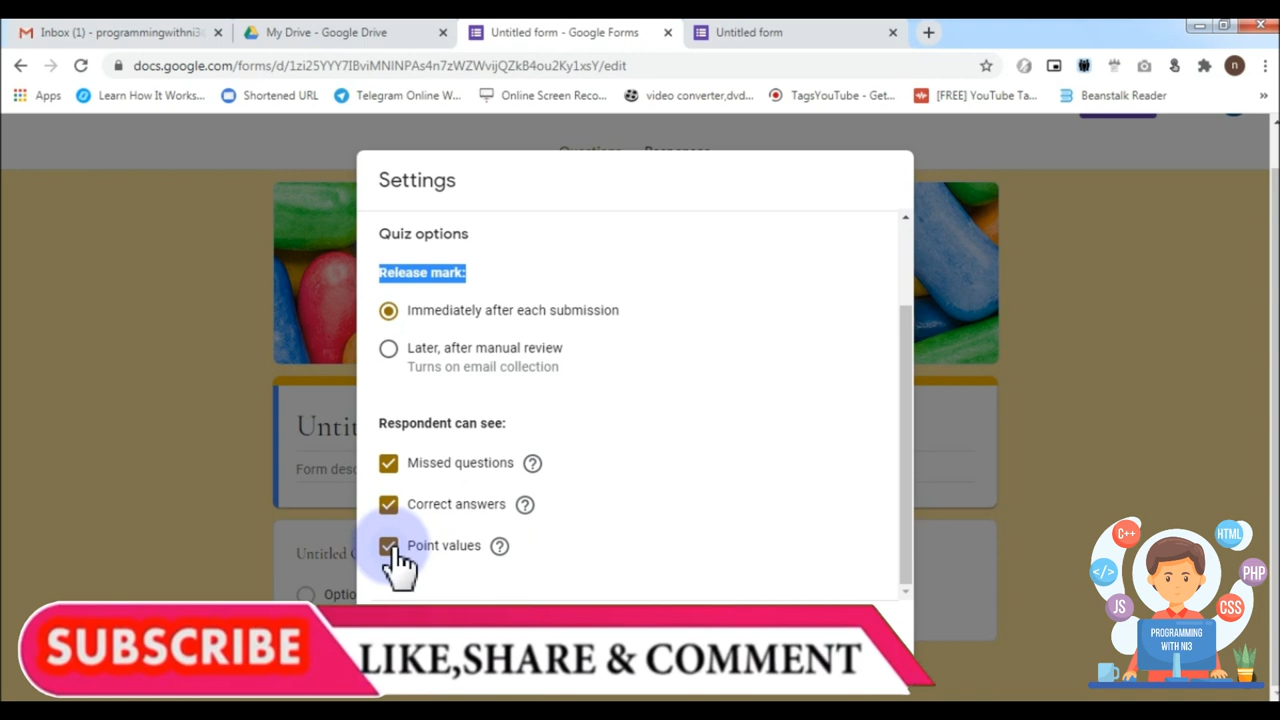 Inbox (1) - programmingwithni3
My Drive - Google Drive
Untitled form - Google Forms
Untitled form
docs.google.com/forms/d/1zi25YYY7IBviMNINPAs4n7zWZWvijQZkB4ou2Ky1xsY/edit
n
Apps
Learn How It Works...
Shortened URL
Telegram Online W...
Online Screen Reco...
video converter,dvd...
TagsYouTube - Get...
[FREE] YouTube Ta...
Beanstalk Reader
»
Questions Responses
Settings
Quiz options
Release mark:
Immediately after each submission
Later, after manual review
Turns on email collection
Respondent can see:
Missed questions
Correct answers
Point values
Untit
Form desc
Untitled
Optio
SUBSCRIBE
LIKE,SHARE & COMMENT
C++
HTML
</>
PHP
JS
CSS
PROGRAMMING
WITH NI3